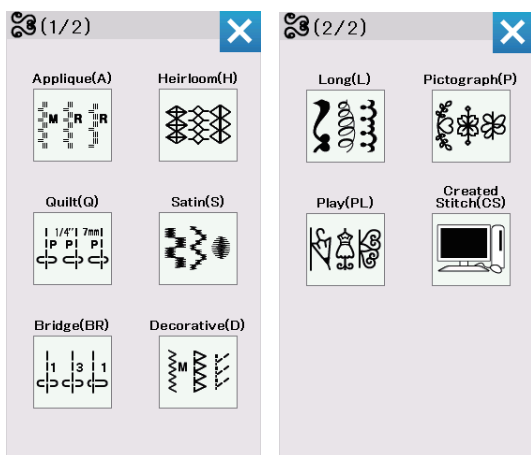 (1/2)
Applique(A) Heirloom(H)
M R R
Quilt(Q) Satin(S)
1/4" 7mm
P P P
Bridge(BR) Decorative(D)
1 3 1 M
(2/2)
Long(L) Pictograph(P)
Play(PL) Created
Stitch(CS)